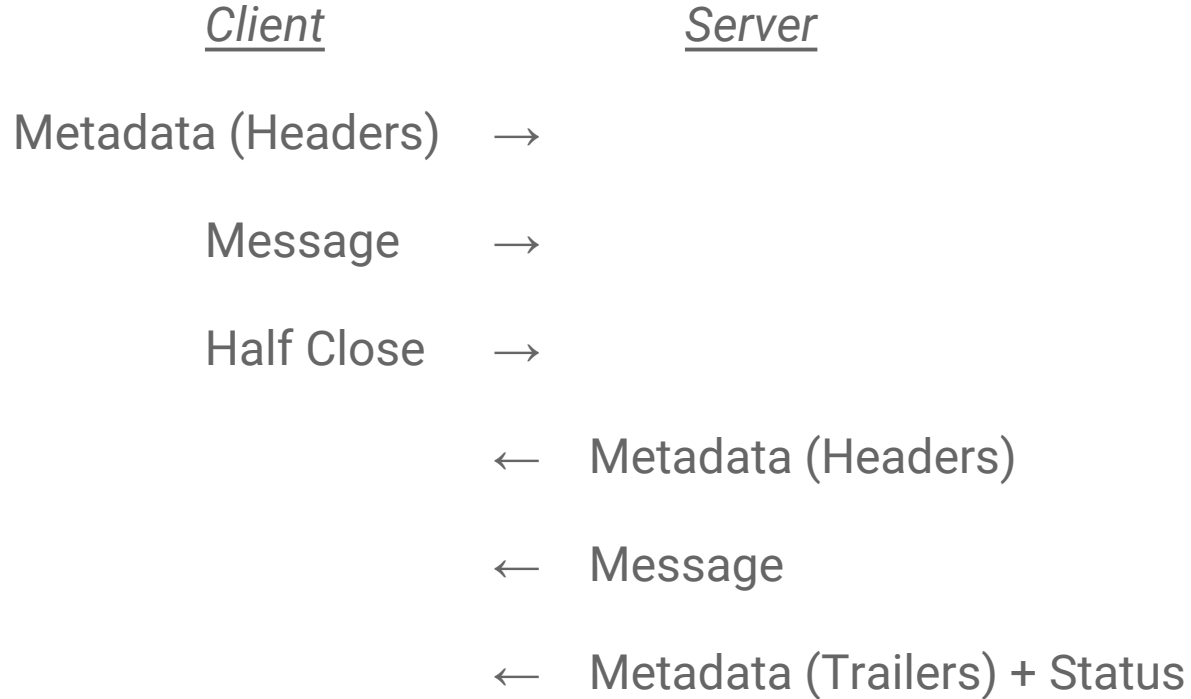 Client Server
Metadata (Headers) →
Message →
Half Close →
← Metadata (Headers)
← Message
← Metadata (Trailers) + Status